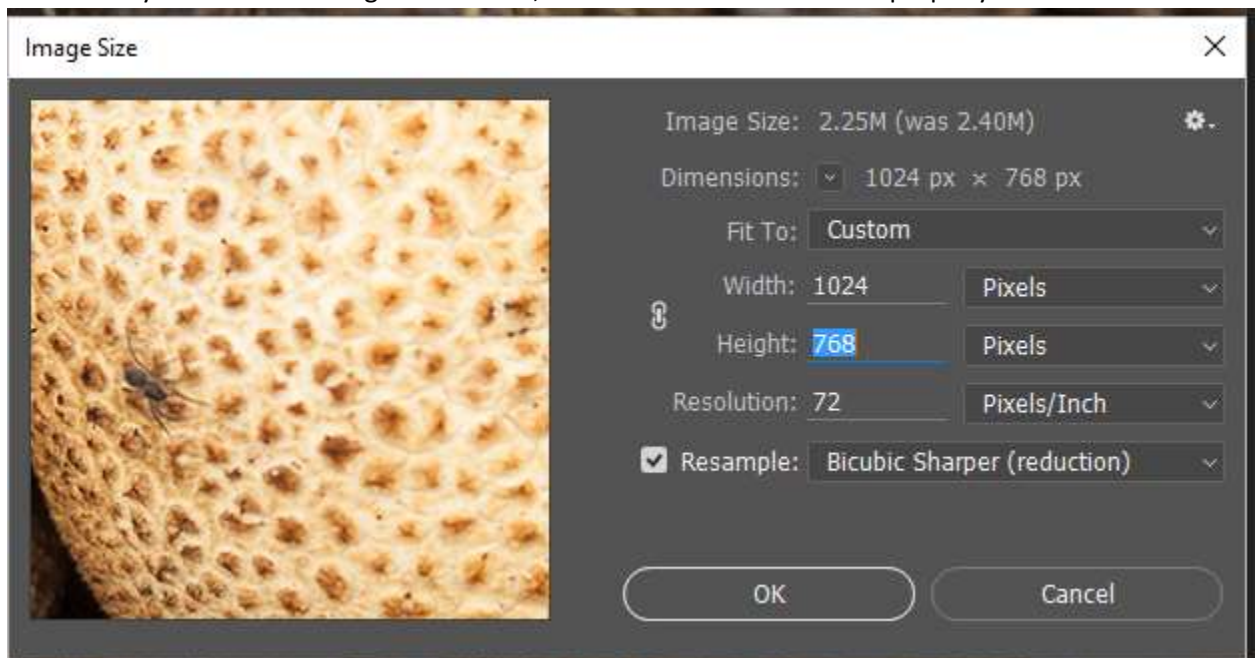 Image Size
Image Size: 2.25M (was 2.40M)
Dimensions: 1024 px × 768 px
Fit To: Custom
Width: 1024 Pixels
Height: 768 Pixels
Resolution: 72 Pixels/Inch
Resample: Bicubic Sharper (reduction)
OK Cancel